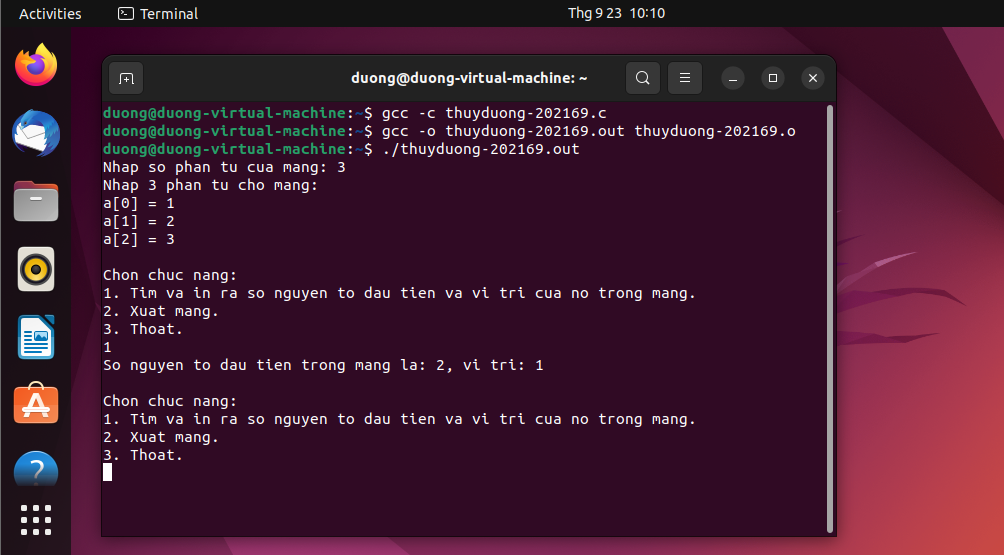 Activities Terminal Thg 9 23 10:10
duong@duong-virtual-machine: ~
duong@duong-virtual-machine:~$ gcc -c thuyduong-202169.c
duong@duong-virtual-machine:~$ gcc -o thuyduong-202169.out thuyduong-202169.o
duong@duong-virtual-machine:~$ ./thuyduong-202169.out
Nhap so phan tu cua mang: 3
Nhap 3 phan tu cho mang:
a[0] = 1
a[1] = 2
a[2] = 3
Chon chuc nang:
1. Tim va in ra so nguyen to dau tien va vi tri cua no trong mang.
2. Xuat mang.
3. Thoat.
1
So nguyen to dau tien trong mang la: 2, vi tri: 1
Chon chuc nang:
1. Tim va in ra so nguyen to dau tien va vi tri cua no trong mang.
2. Xuat mang.
3. Thoat.